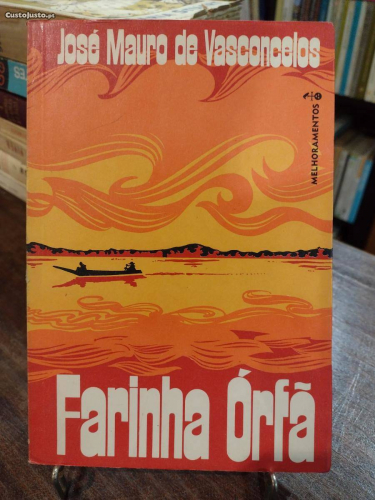 CustoJusto.pt
José Mauro de Vasconcelos
MELHORAMENTOS
Farinha Órfã